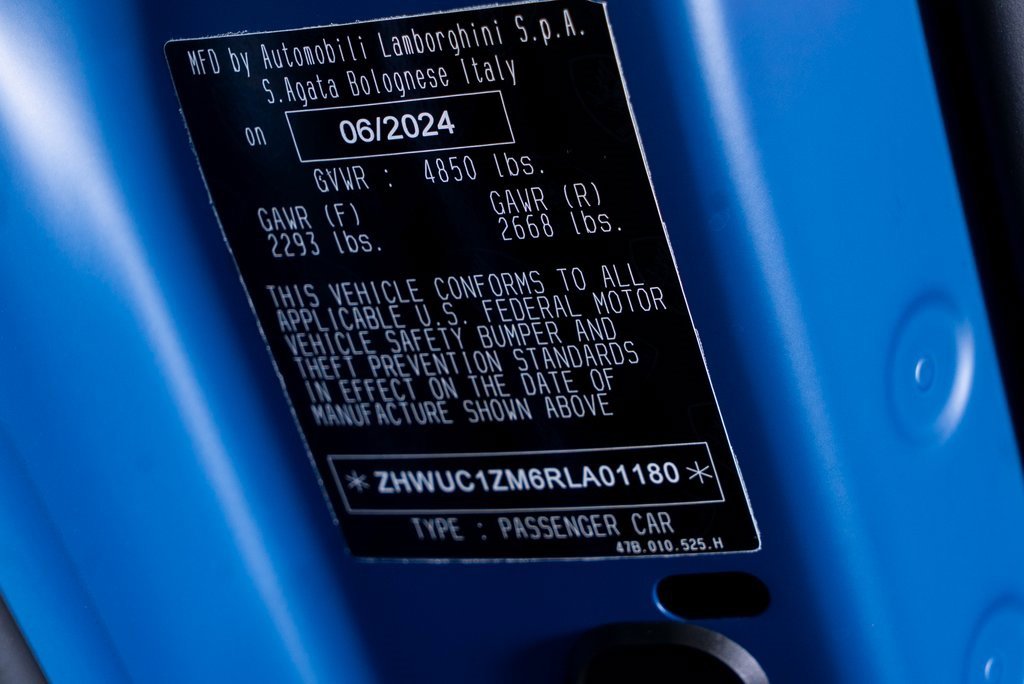 MFD by Automobili Lamborghini S.p.A.
S.Agata Bolognese Italy
on 06/2024
GVWR : 4850 lbs.
GAWR (F) GAWR (R)
2293 lbs. 2668 lbs.
THIS VEHICLE CONFORMS TO ALL
APPLICABLE U.S. FEDERAL MOTOR
VEHICLE SAFETY BUMPER AND
THEFT PREVENTION STANDARDS
IN EFFECT ON THE DATE OF
MANUFACTURE SHOWN ABOVE
*ZHWUC1ZM6RLA01180*
TYPE : PASSENGER CAR
47B.010.525.H